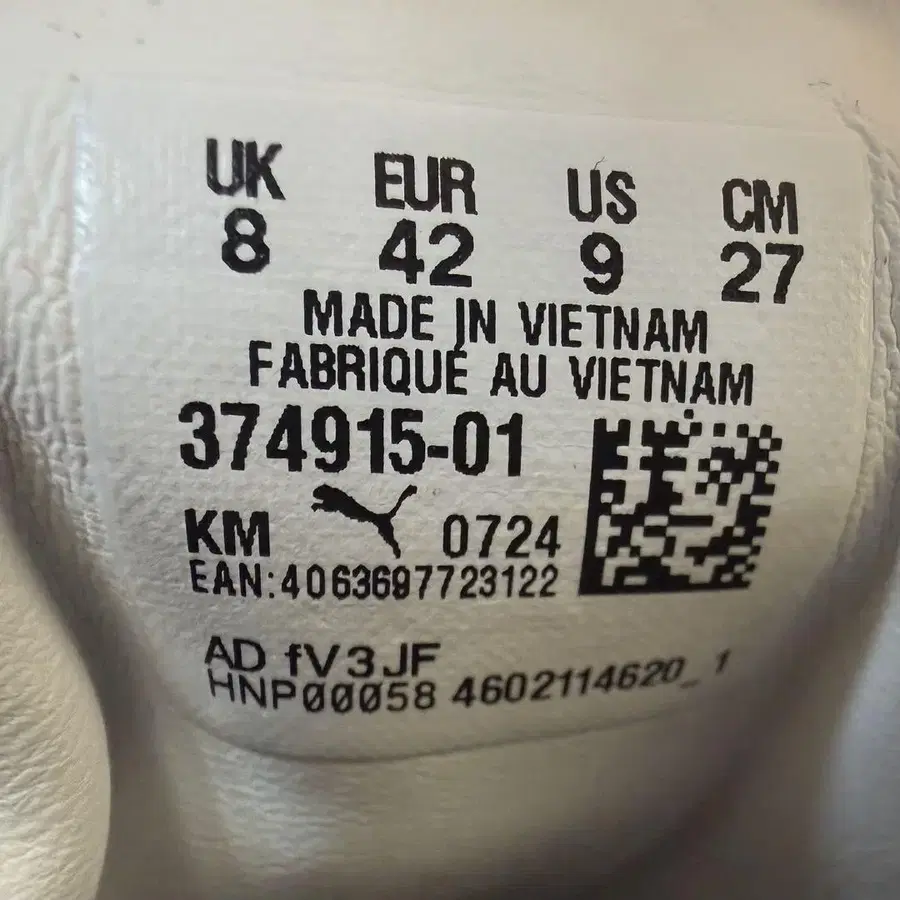 UK EUR US CM
8 42 9 27
MADE IN VIETNAM
FABRIQUÉ AU VIETNAM
374915-01
KM 0724
EAN:4063697723122
AD fV3JF
HNP00058 4602114620_1